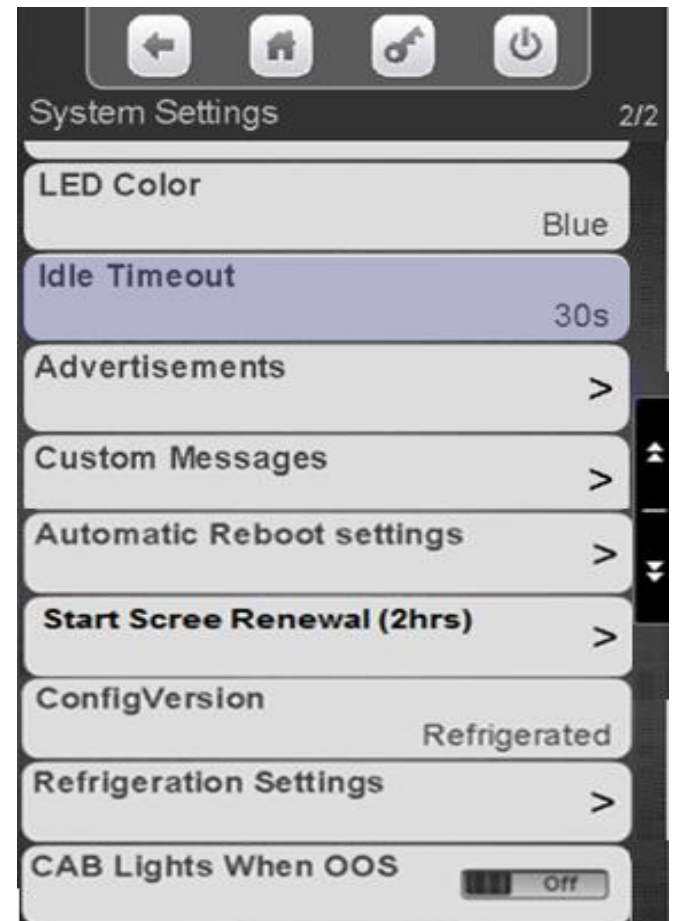 System Settings 2/2
LED Color
Blue
Idle Timeout
30s
Advertisements
>
Custom Messages
>
Automatic Reboot settings
>
Start Scree Renewal (2hrs)
>
ConfigVersion
Refrigerated
Refrigeration Settings
>
CAB Lights When OOS
Off